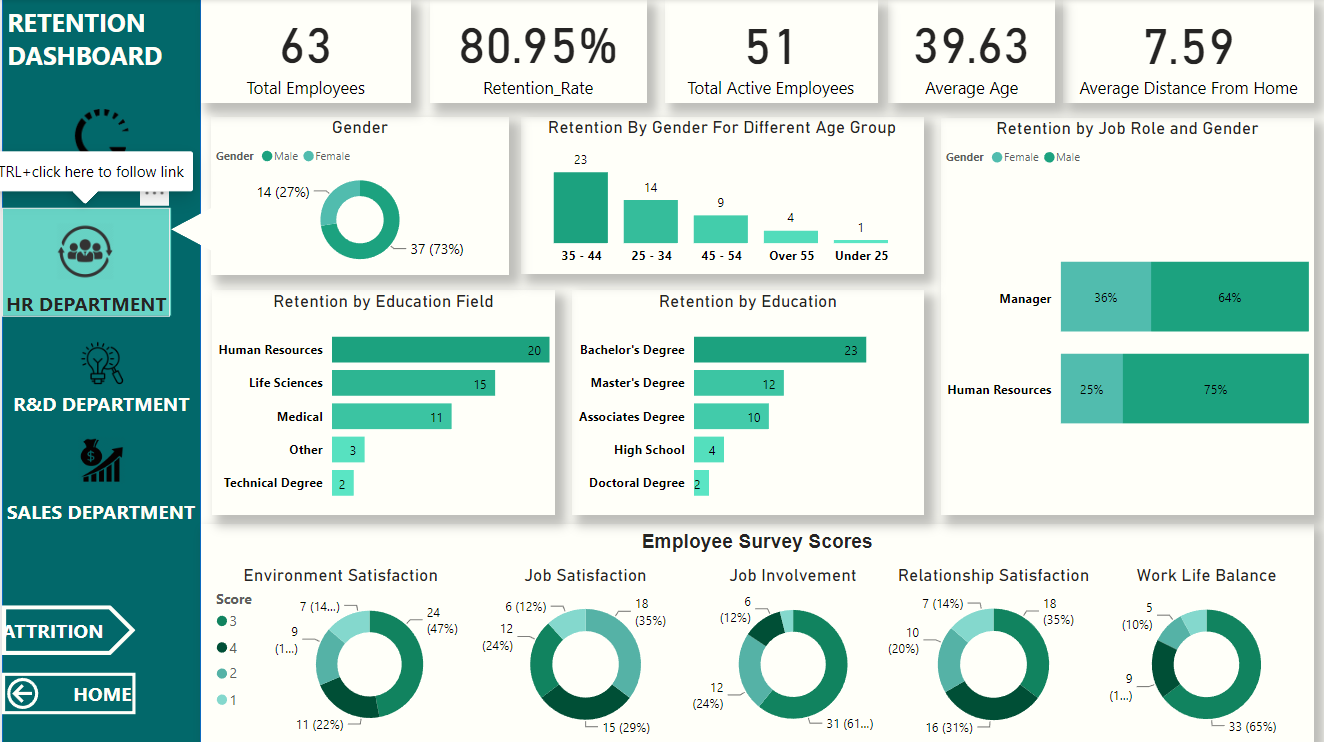 RETENTION
DASHBOARD
TRL+click here to follow link
HR DEPARTMENT
R&D DEPARTMENT
$
SALES DEPARTMENT
ATTRITION
HOME
63
Total Employees
80.95%
Retention_Rate
51
Total Active Employees
39.63
Average Age
7.59
Average Distance From Home
Gender
Gender Male Female
14 (27%)
37 (73%)
Retention By Gender For Different Age Group
23
14
9
4
1
35 - 44
25 - 34
45 - 54
Over 55
Under 25
Retention by Job Role and Gender
Gender Female Male
Manager 36% 64%
Human Resources 25% 75%
Retention by Education Field
Human Resources 20
Life Sciences 15
Medical 11
Other 3
Technical Degree 2
Retention by Education
Bachelor's Degree 23
Master's Degree 12
Associates Degree 10
High School 4
Doctoral Degree 2
Employee Survey Scores
Score
3
4
2
1
Environment Satisfaction
7 (14...)
24
(47%)
9
(1...)
11 (22%)
Job Satisfaction
6 (12%)
18
(35%)
12
(24%)
15 (29%)
Job Involvement
6
(12%)
12
(24%)
31 (61...)
Relationship Satisfaction
7 (14%)
18
(35%)
10
(20%)
16 (31%)
Work Life Balance
5
(10%)
9
(1...)
33 (65%)